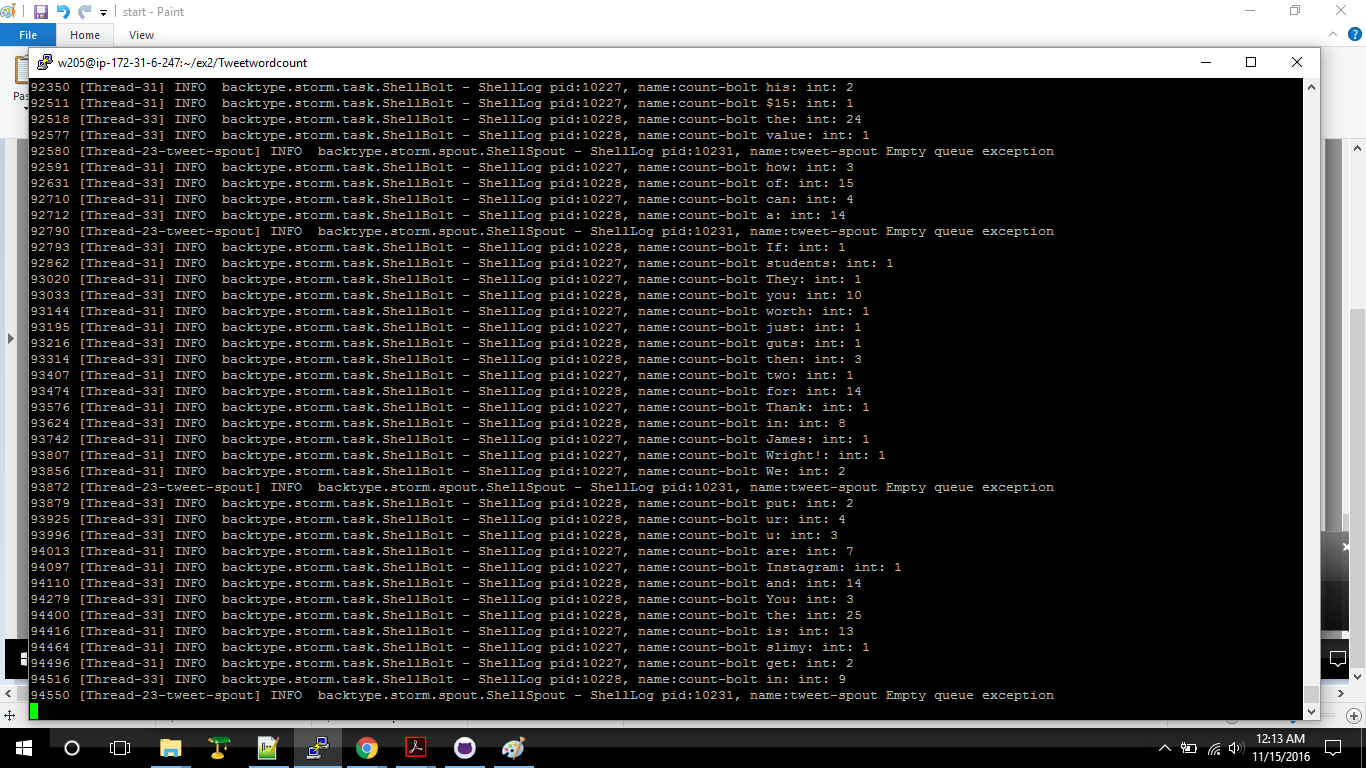 start - Paint
File Home View
Pas
w205@ip-172-31-6-247:~/ex2/Tweetwordcount
92350 [Thread-31] INFO  backtype.storm.task.ShellBolt - ShellLog pid:10227, name:count-bolt his: int: 2
92511 [Thread-31] INFO  backtype.storm.task.ShellBolt - ShellLog pid:10227, name:count-bolt $15: int: 1
92518 [Thread-33] INFO  backtype.storm.task.ShellBolt - ShellLog pid:10228, name:count-bolt the: int: 24
92577 [Thread-33] INFO  backtype.storm.task.ShellBolt - ShellLog pid:10228, name:count-bolt value: int: 1
92580 [Thread-23-tweet-spout] INFO  backtype.storm.spout.ShellSpout - ShellLog pid:10231, name:tweet-spout Empty queue exception
92591 [Thread-31] INFO  backtype.storm.task.ShellBolt - ShellLog pid:10227, name:count-bolt how: int: 3
92631 [Thread-33] INFO  backtype.storm.task.ShellBolt - ShellLog pid:10228, name:count-bolt of: int: 15
92710 [Thread-31] INFO  backtype.storm.task.ShellBolt - ShellLog pid:10227, name:count-bolt can: int: 4
92712 [Thread-33] INFO  backtype.storm.task.ShellBolt - ShellLog pid:10228, name:count-bolt a: int: 14
92790 [Thread-23-tweet-spout] INFO  backtype.storm.spout.ShellSpout - ShellLog pid:10231, name:tweet-spout Empty queue exception
92793 [Thread-33] INFO  backtype.storm.task.ShellBolt - ShellLog pid:10228, name:count-bolt If: int: 1
92862 [Thread-31] INFO  backtype.storm.task.ShellBolt - ShellLog pid:10227, name:count-bolt students: int: 1
93020 [Thread-31] INFO  backtype.storm.task.ShellBolt - ShellLog pid:10227, name:count-bolt They: int: 1
93033 [Thread-33] INFO  backtype.storm.task.ShellBolt - ShellLog pid:10228, name:count-bolt you: int: 10
93144 [Thread-31] INFO  backtype.storm.task.ShellBolt - ShellLog pid:10227, name:count-bolt worth: int: 1
93195 [Thread-31] INFO  backtype.storm.task.ShellBolt - ShellLog pid:10227, name:count-bolt just: int: 1
93216 [Thread-33] INFO  backtype.storm.task.ShellBolt - ShellLog pid:10228, name:count-bolt guts: int: 1
93314 [Thread-33] INFO  backtype.storm.task.ShellBolt - ShellLog pid:10228, name:count-bolt then: int: 3
93407 [Thread-31] INFO  backtype.storm.task.ShellBolt - ShellLog pid:10227, name:count-bolt two: int: 1
93474 [Thread-33] INFO  backtype.storm.task.ShellBolt - ShellLog pid:10228, name:count-bolt for: int: 14
93576 [Thread-31] INFO  backtype.storm.task.ShellBolt - ShellLog pid:10227, name:count-bolt Thank: int: 1
93624 [Thread-33] INFO  backtype.storm.task.ShellBolt - ShellLog pid:10228, name:count-bolt in: int: 8
93742 [Thread-31] INFO  backtype.storm.task.ShellBolt - ShellLog pid:10227, name:count-bolt James: int: 1
93807 [Thread-31] INFO  backtype.storm.task.ShellBolt - ShellLog pid:10227, name:count-bolt Wright!: int: 1
93856 [Thread-31] INFO  backtype.storm.task.ShellBolt - ShellLog pid:10227, name:count-bolt We: int: 2
93872 [Thread-23-tweet-spout] INFO  backtype.storm.spout.ShellSpout - ShellLog pid:10231, name:tweet-spout Empty queue exception
93879 [Thread-33] INFO  backtype.storm.task.ShellBolt - ShellLog pid:10228, name:count-bolt put: int: 2
93925 [Thread-33] INFO  backtype.storm.task.ShellBolt - ShellLog pid:10228, name:count-bolt ur: int: 4
93996 [Thread-33] INFO  backtype.storm.task.ShellBolt - ShellLog pid:10228, name:count-bolt u: int: 3
94013 [Thread-31] INFO  backtype.storm.task.ShellBolt - ShellLog pid:10227, name:count-bolt are: int: 7
94097 [Thread-31] INFO  backtype.storm.task.ShellBolt - ShellLog pid:10227, name:count-bolt Instagram: int: 1
94110 [Thread-33] INFO  backtype.storm.task.ShellBolt - ShellLog pid:10228, name:count-bolt and: int: 14
94279 [Thread-33] INFO  backtype.storm.task.ShellBolt - ShellLog pid:10228, name:count-bolt You: int: 3
94400 [Thread-33] INFO  backtype.storm.task.ShellBolt - ShellLog pid:10228, name:count-bolt the: int: 25
94416 [Thread-31] INFO  backtype.storm.task.ShellBolt - ShellLog pid:10227, name:count-bolt is: int: 13
94464 [Thread-31] INFO  backtype.storm.task.ShellBolt - ShellLog pid:10227, name:count-bolt slimy: int: 1
94496 [Thread-31] INFO  backtype.storm.task.ShellBolt - ShellLog pid:10227, name:count-bolt get: int: 2
94516 [Thread-33] INFO  backtype.storm.task.ShellBolt - ShellLog pid:10228, name:count-bolt in: int: 9
94550 [Thread-23-tweet-spout] INFO  backtype.storm.spout.ShellSpout - ShellLog pid:10231, name:tweet-spout Empty queue exception
12:13 AM
11/15/2016